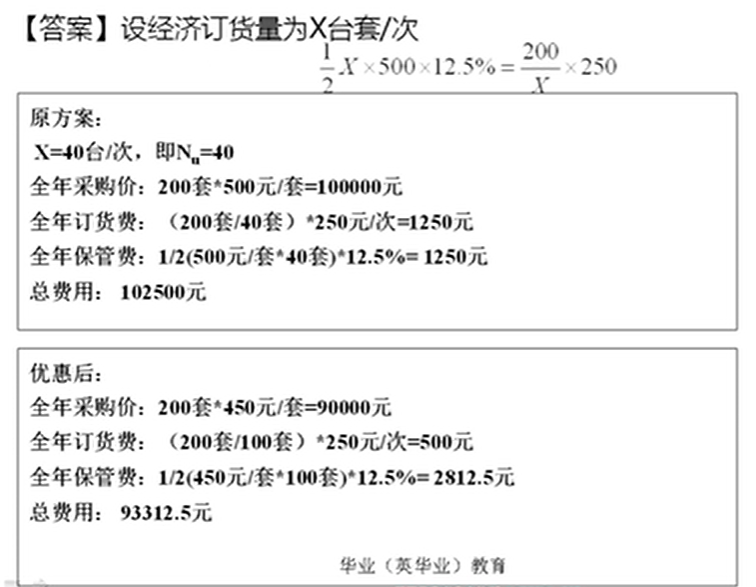 【答案】设经济订货量为X台套/次
1/2 X×500×12.5%=200/X×250
原方案：
X=40台/次，即Nu=40
全年采购价：200套*500元/套=100000元
全年订货费：（200套/40套）*250元/次=1250元
全年保管费：1/2(500元/套*40套)*12.5%= 1250元
总费用： 102500元
优惠后：
全年采购价：200套*450元/套=90000元
全年订货费：（200套/100套）*250元/次=500元
全年保管费：1/2(450元/套*100套)*12.5%= 2812.5元
总费用： 93312.5元
华业（英华业）教育